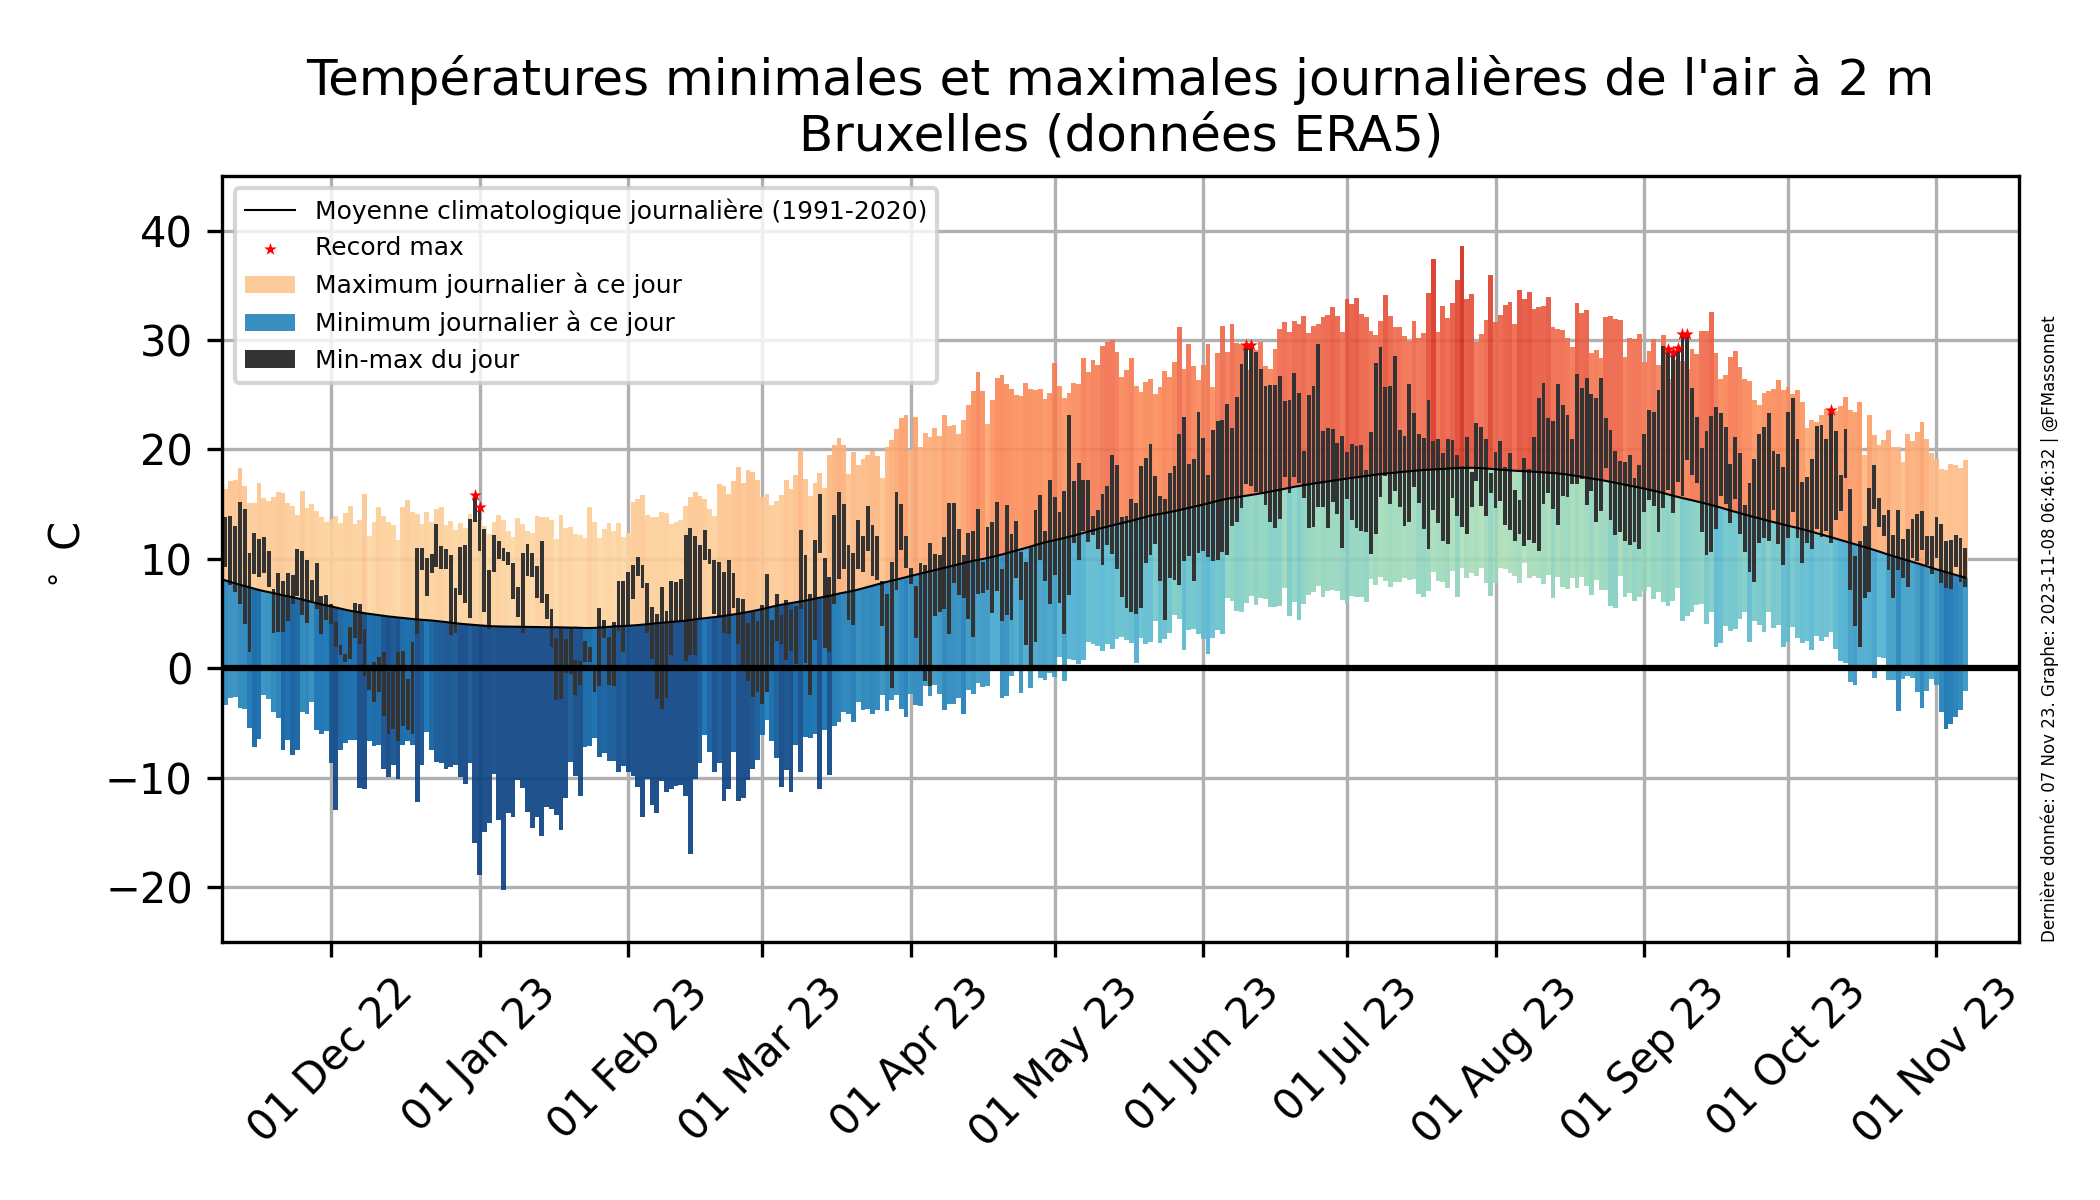 Températures minimales et maximales journalières de l'air à 2 m
Bruxelles (données ERA5)
Moyenne climatologique journalière (1991-2020)
Record max
Maximum journalier à ce jour
Minimum journalier à ce jour
Min-max du jour
° C
40
30
20
10
0
−10
−20
01 Dec 22
01 Jan 23
01 Feb 23
01 Mar 23
01 Apr 23
01 May 23
01 Jun 23
01 Jul 23
01 Aug 23
01 Sep 23
01 Oct 23
01 Nov 23
Dernière donnée: 07 Nov 23. Graphe: 2023-11-08 06:46:32 | @FMassonnet